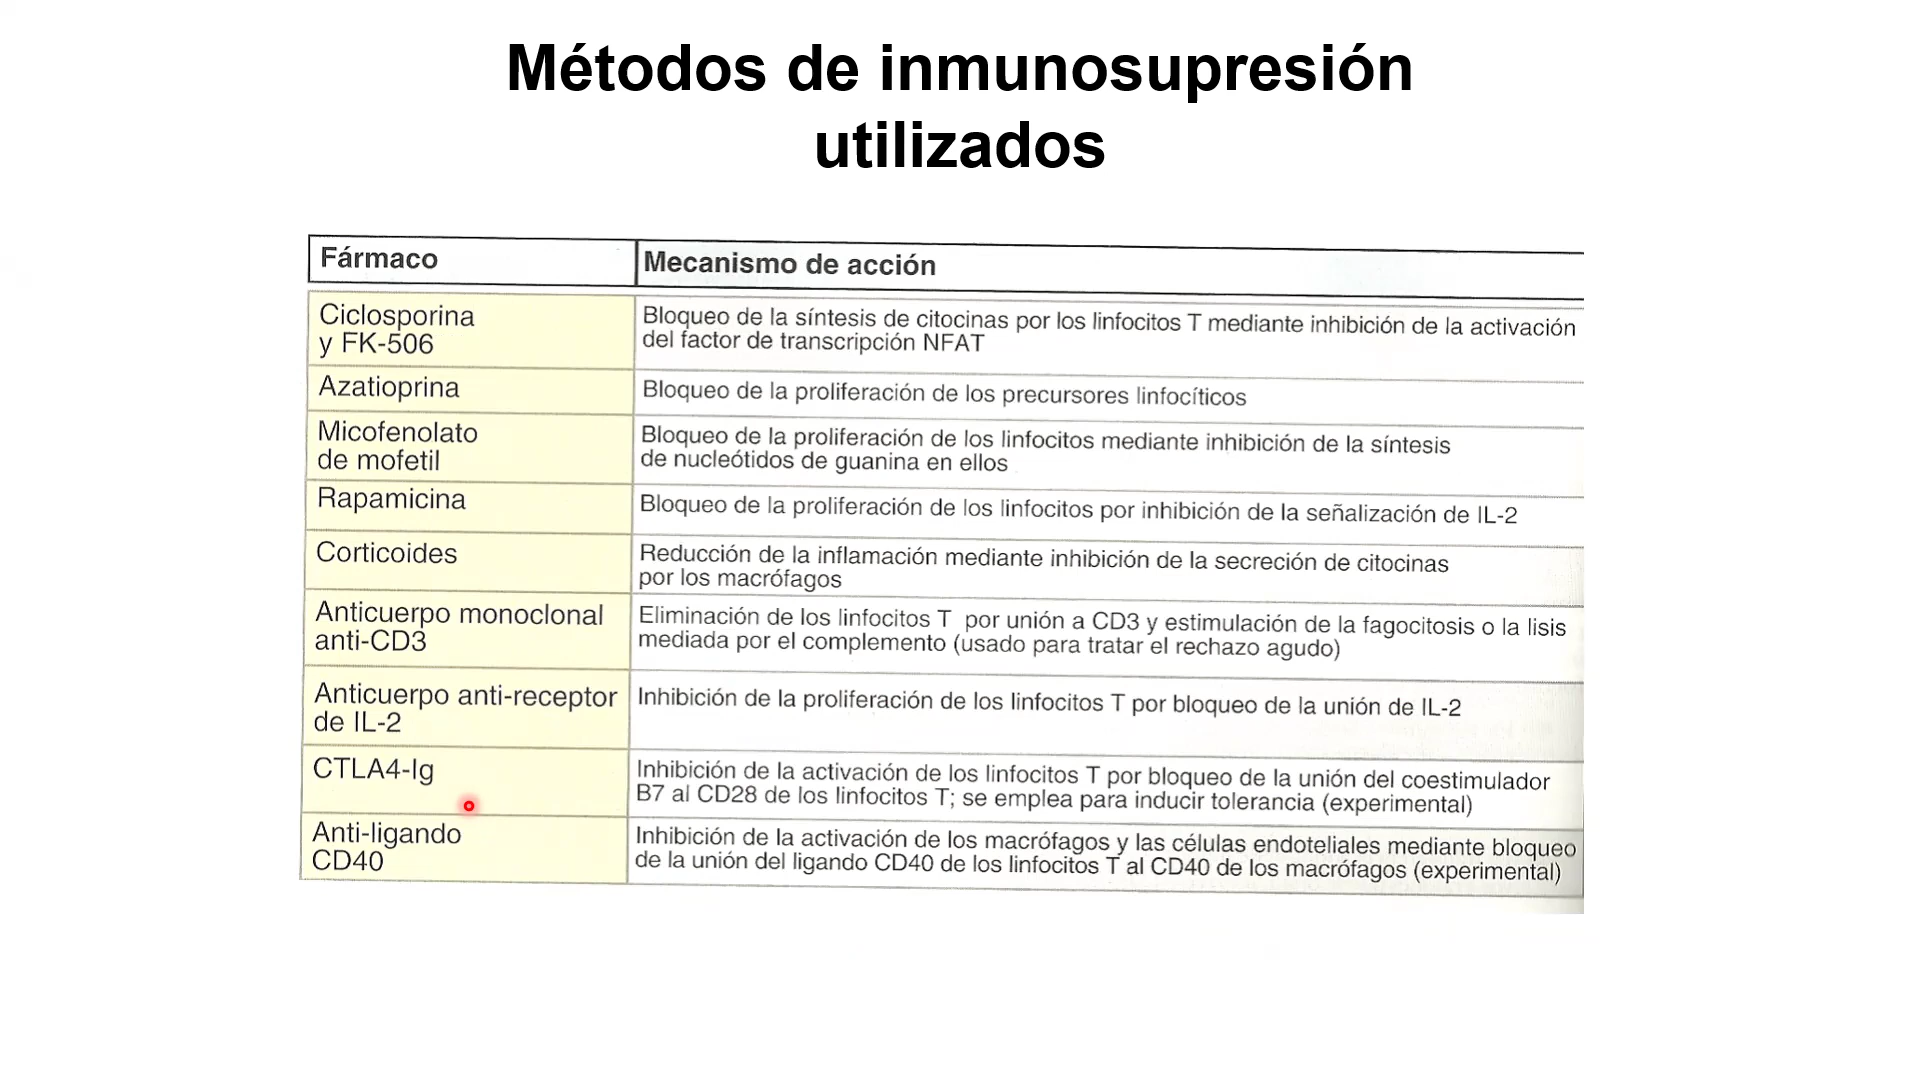 Métodos de inmunosupresión
utilizados
Fármaco
Mecanismo de acción
Ciclosporina
y FK-506
Bloqueo de la síntesis de citocinas por los linfocitos T mediante inhibición de la activación
del factor de transcripción NFAT
Azatioprina
Bloqueo de la proliferación de los precursores linfocíticos
Micofenolato
de mofetil
Bloqueo de la proliferación de los linfocitos mediante inhibición de la síntesis
de nucleótidos de guanina en ellos
Rapamicina
Bloqueo de la proliferación de los linfocitos por inhibición de la señalización de IL-2
Corticoides
Reducción de la inflamación mediante inhibición de la secreción de citocinas
por los macrófagos
Anticuerpo monoclonal
anti-CD3
Eliminación de los linfocitos T por unión a CD3 y estimulación de la fagocitosis o la lisis
mediada por el complemento (usado para tratar el rechazo agudo)
Anticuerpo anti-receptor
de IL-2
Inhibición de la proliferación de los linfocitos T por bloqueo de la unión de IL-2
CTLA4-Ig
Inhibición de la activación de los linfocitos T por bloqueo de la unión del coestimulador
B7 al CD28 de los linfocitos T; se emplea para inducir tolerancia (experimental)
Anti-ligando
CD40
Inhibición de la activación de los macrófagos y las células endoteliales mediante bloqueo
de la unión del ligando CD40 de los linfocitos T al CD40 de los macrófagos (experimental)